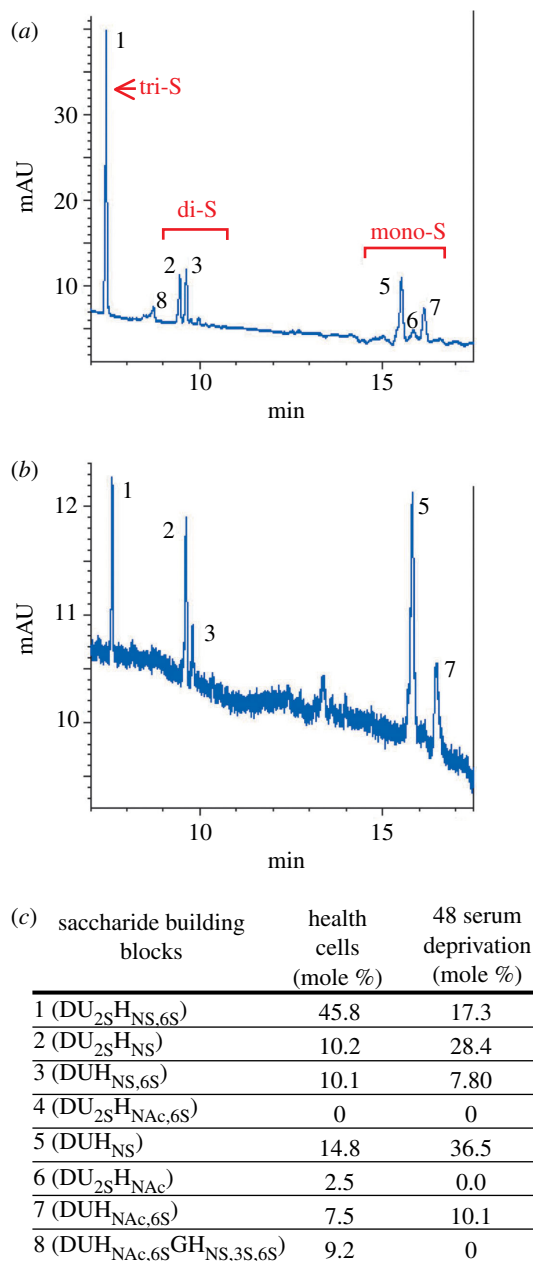 (a)
1
tri-S
30
mAU
20
di-S
mono-S
10
8
2
3
5
6
7
10
15
min
(b)
1
12
2
5
11
3
7
mAU
10
10
15
min
(c) saccharide building blocks
health cells (mole %)
48 serum deprivation (mole %)
1 (DU2SHNS,6S) 45.8 17.3
2 (DU2SHNS) 10.2 28.4
3 (DUHNS,6S) 10.1 7.80
4 (DU2SHNAc,6S) 0 0
5 (DUHNS) 14.8 36.5
6 (DU2SHNAc) 2.5 0.0
7 (DUHNAc,6S) 7.5 10.1
8 (DUHNAc,6SGHNS,3S,6S) 9.2 0